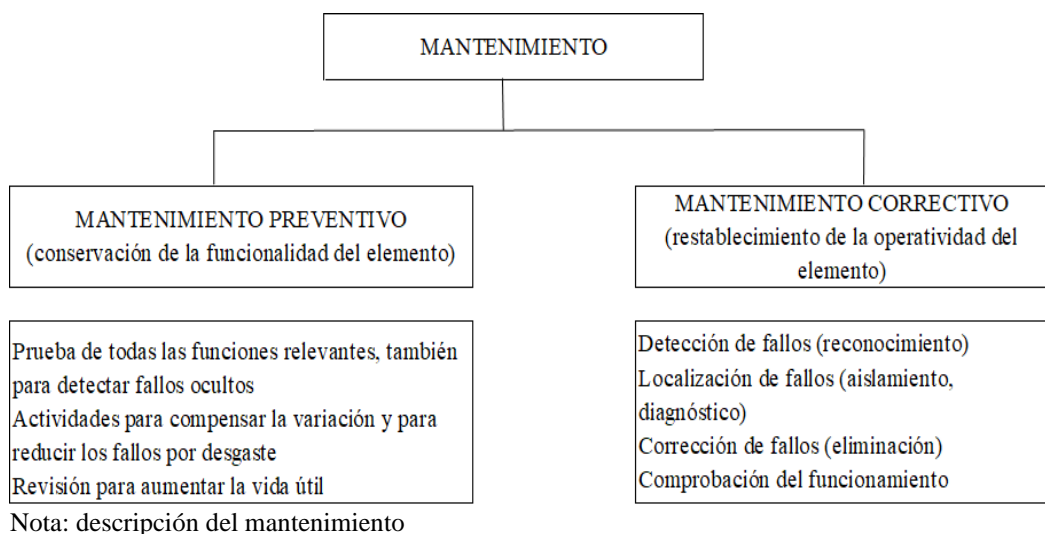 MANTENIMIENTO
MANTENIMIENTO PREVENTIVO
(conservación de la funcionalidad del elemento)
MANTENIMIENTO CORRECTIVO
(restablecimiento de la operatividad del
elemento)
Prueba de todas las funciones relevantes, también
para detectar fallos ocultos
Actividades para compensar la variación y para
reducir los fallos por desgaste
Revisión para aumentar la vida útil
Detección de fallos (reconocimiento)
Localización de fallos (aislamiento,
diagnóstico)
Corrección de fallos (eliminación)
Comprobación del funcionamiento
Nota: descripción del mantenimiento